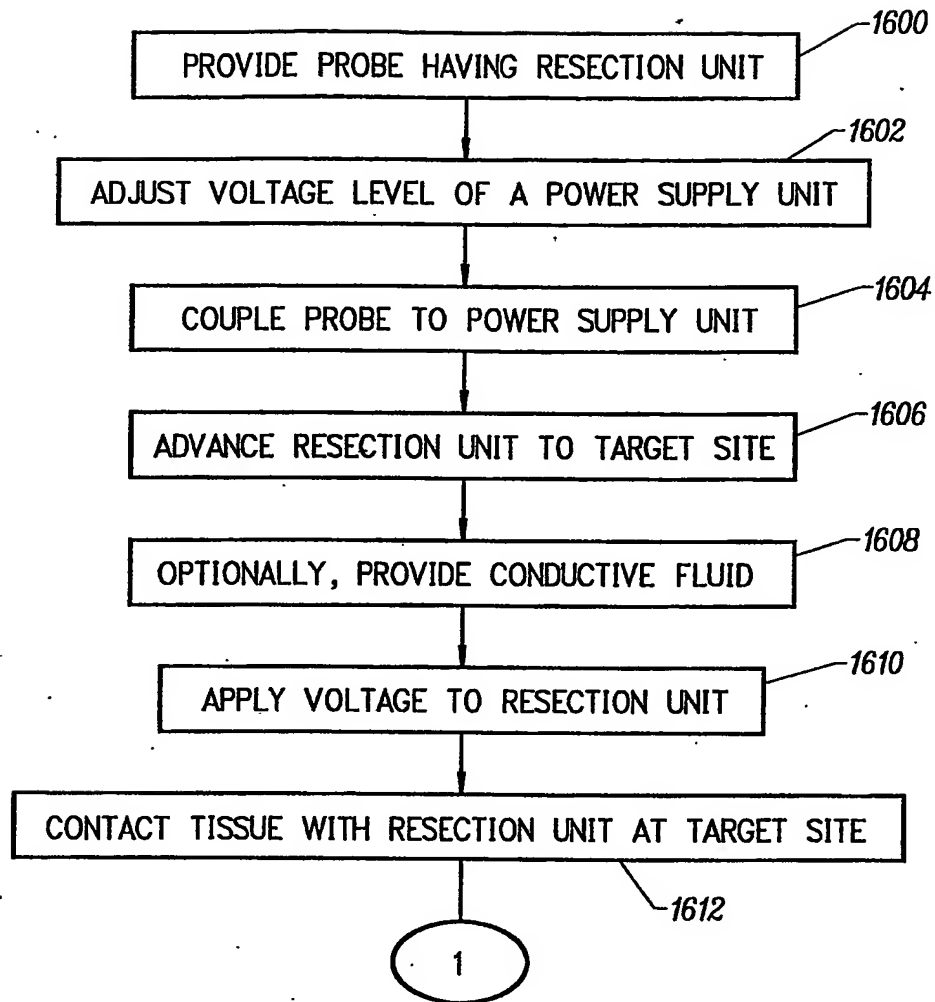 1600
PROVIDE PROBE HAVING RESECTION UNIT
1602
ADJUST VOLTAGE LEVEL OF A POWER SUPPLY UNIT
1604
COUPLE PROBE TO POWER SUPPLY UNIT
1606
ADVANCE RESECTION UNIT TO TARGET SITE
1608
OPTIONALLY, PROVIDE CONDUCTIVE FLUID
1610
APPLY VOLTAGE TO RESECTION UNIT
CONTACT TISSUE WITH RESECTION UNIT AT TARGET SITE
1612
1